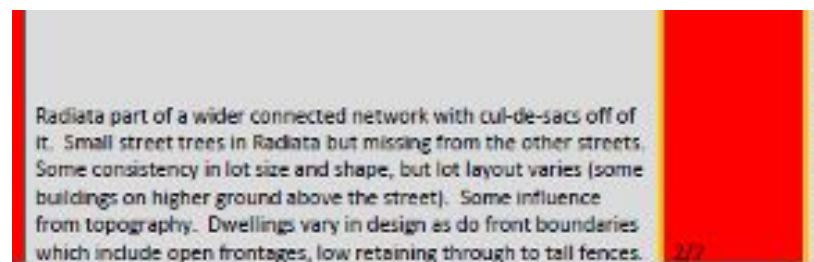 Radiata part of a wider connected network with cul-de-sacs off of
it.  Small street trees in Radiata but missing from the other streets.
Some consistency in lot size and shape, but lot layout varies (some
buildings on higher ground above the street).  Some influence
from topography.  Dwellings vary in design as do front boundaries
which include open frontages, low retaining through to tall fences.
2/7